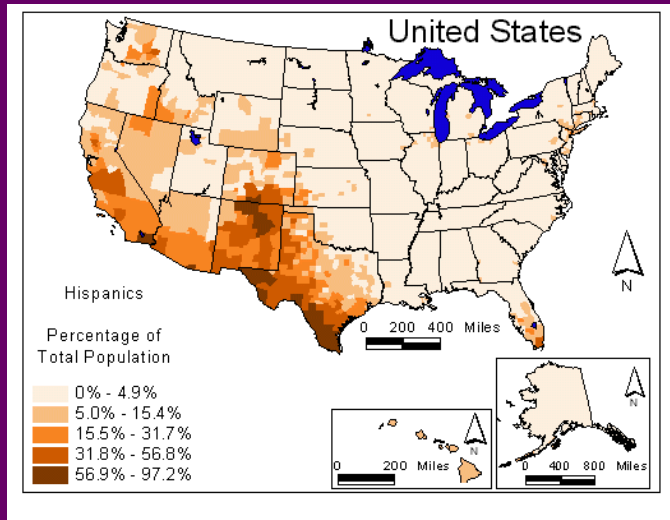 United States
N
0 200 400 Miles
Hispanics
Percentage of
Total Population
0% - 4.9%
5.0% - 15.4%
15.5% - 31.7%
31.8% - 56.8%
56.9% - 97.2%
N
0 200 Miles
N
0 400 800 Miles